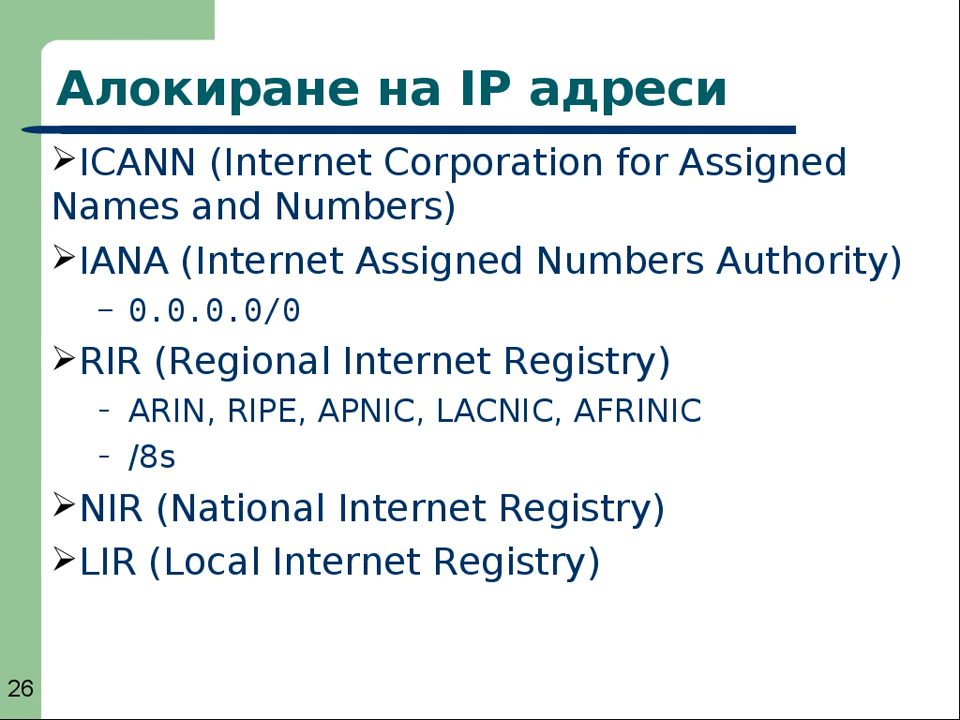 Алокиране на IP адреси
➢ICANN (Internet Corporation for Assigned
Names and Numbers)
➢IANA (Internet Assigned Numbers Authority)
– 0.0.0.0/0
➢RIR (Regional Internet Registry)
– ARIN, RIPE, APNIC, LACNIC, AFRINIC
– /8s
➢NIR (National Internet Registry)
➢LIR (Local Internet Registry)
26